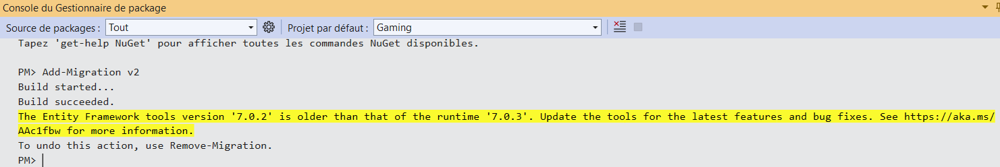 Console du Gestionnaire de package
Source de packages : Tout Projet par défaut : Gaming
Tapez 'get-help NuGet' pour afficher toutes les commandes NuGet disponibles.
PM> Add-Migration v2
Build started...
Build succeeded.
The Entity Framework tools version '7.0.2' is older than that of the runtime '7.0.3'. Update the tools for the latest features and bug fixes. See https://aka.ms/
AAc1fbw for more information.
To undo this action, use Remove-Migration.
PM>